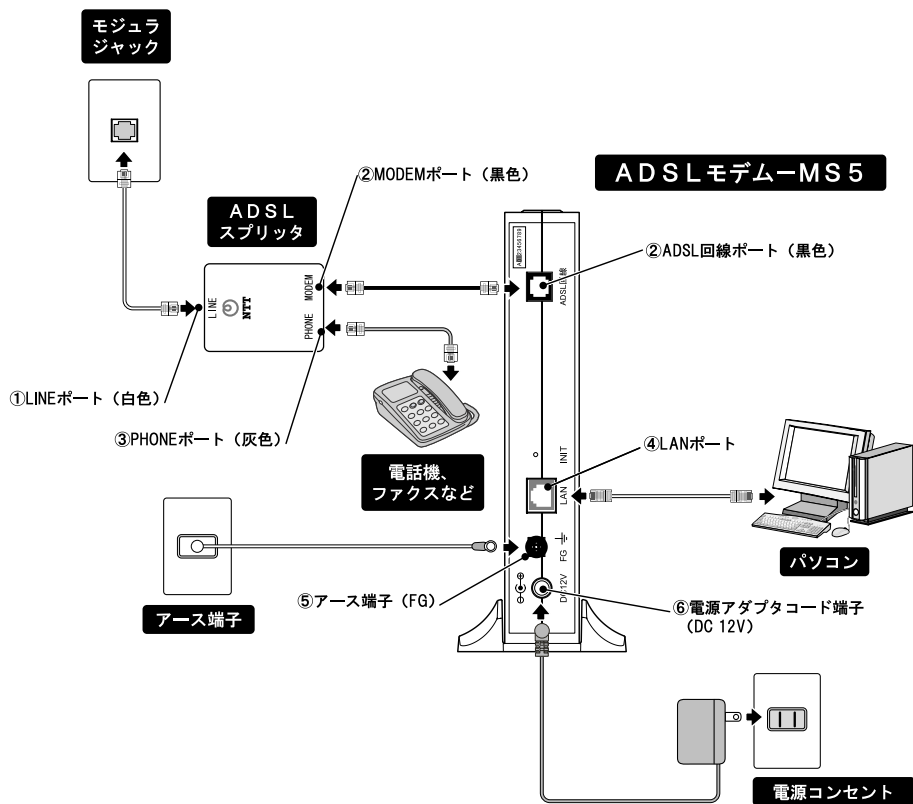 モジュラ
ジャック
②MODEMポート（黒色）
ADSLモデムーMS5
ADSL
スプリッタ
②ADSL回線ポート（黒色）
A123456789
ADSL回線
LINE
NTT
MODEM
PHONE
①LINEポート（白色）
③PHONEポート（灰色）
電話機、
ファクスなど
INIT
④LANポート
LAN
パソコン
FG
⑤アース端子（FG）
アース端子
DC12V
⑥電源アダプタコード端子
（DC 12V）
電源コンセント